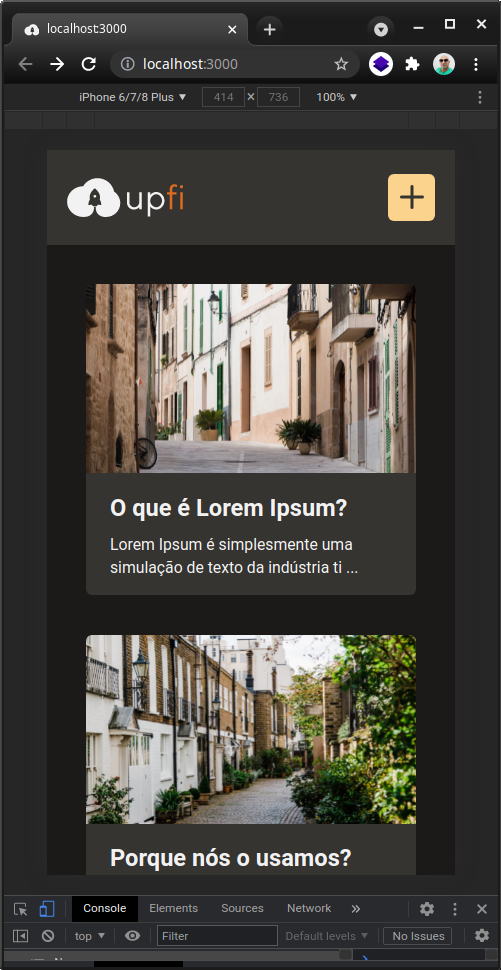 localhost:3000
localhost:3000
iPhone 6/7/8 Plus ▼ 414 × 736 100% ▼
upfi
O que é Lorem Ipsum?
Lorem Ipsum é simplesmente uma
simulação de texto da indústria ti ...
Porque nós o usamos?
Console Elements Sources Network »
top ▼ Filter Default levels ▼ No Issues